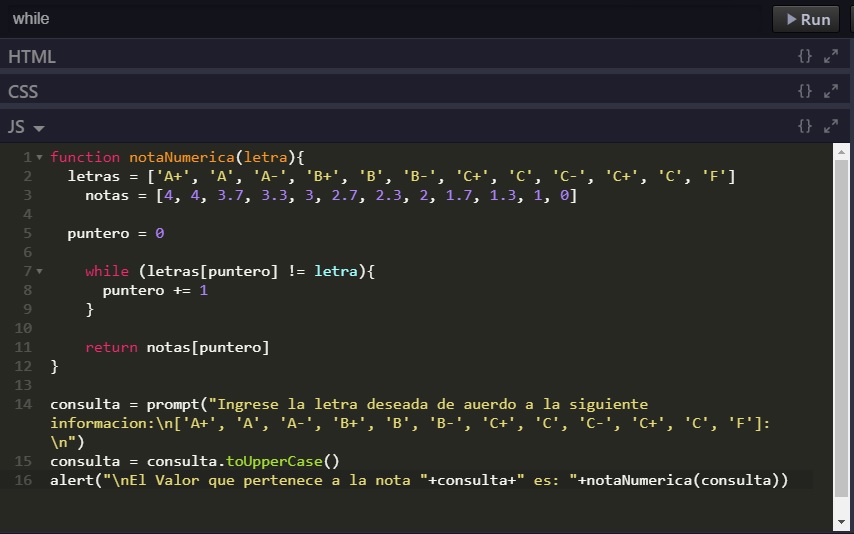 while
Run
HTML
CSS
JS
1 function notaNumerica(letra){
2 letras = ['A+', 'A', 'A-', 'B+', 'B', 'B-', 'C+', 'C', 'C-', 'C+', 'C', 'F']
3 notas = [4, 4, 3.7, 3.3, 3, 2.7, 2.3, 2, 1.7, 1.3, 1, 0]
4
5 puntero = 0
6
7 while (letras[puntero] != letra){
8 puntero += 1
9 }
10
11 return notas[puntero]
12 }
13
14 consulta = prompt("Ingrese la letra deseada de auerdo a la siguiente
informacion:\n['A+', 'A', 'A-', 'B+', 'B', 'B-', 'C+', 'C', 'C-', 'C+', 'C', 'F']:
\n")
15 consulta = consulta.toUpperCase()
16 alert("\nEl Valor que pertenece a la nota "+consulta+" es: "+notaNumerica(consulta))